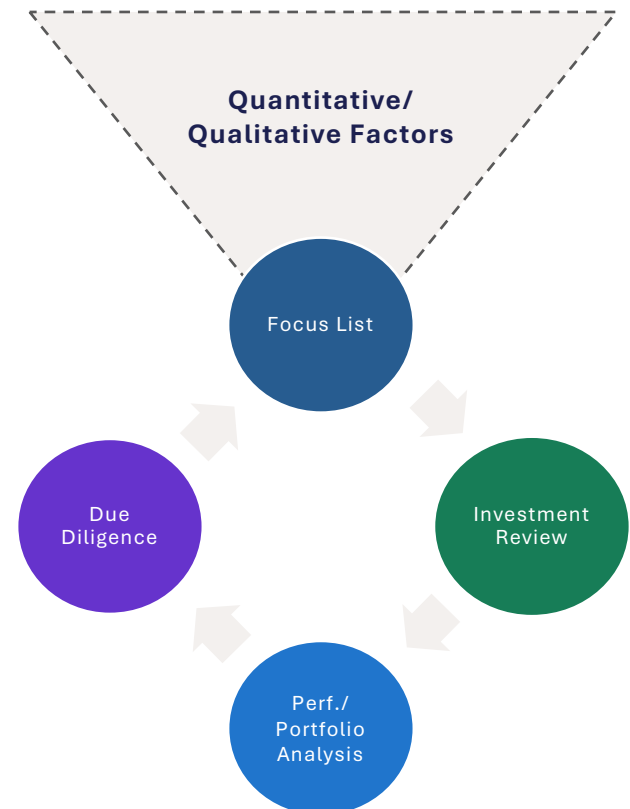 Quantitative/
Qualitative Factors
Focus List
Due
Diligence
Investment
Review
Perf./
Portfolio
Analysis